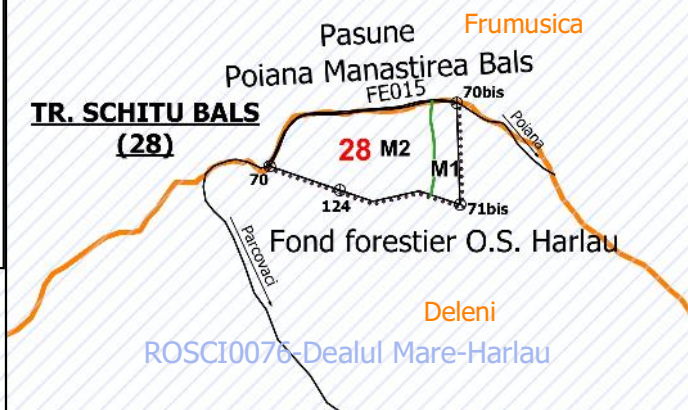 Frumusica
Pasune
Poiana Manastirea Bals
FE015
70bis
TR. SCHITU BALS
(28)
Poiana
28 M2
M1
70
124
71bis
Fond forestier O.S. Harlau
Parcovaci
Deleni
ROSCI0076-Dealul Mare-Harlau